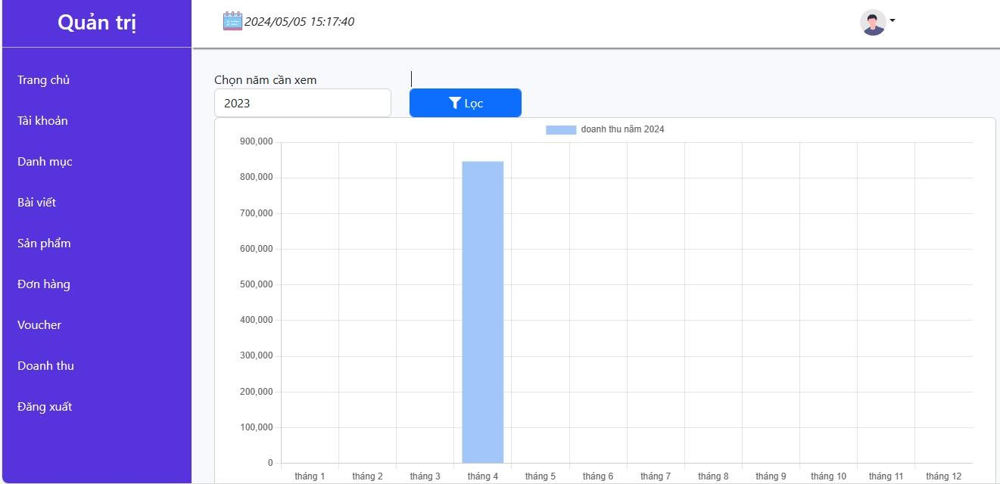 Quản trị
2024/05/05 15:17:40
Trang chủ
Tài khoản
Danh mục
Bài viết
Sản phẩm
Đơn hàng
Voucher
Doanh thu
Đăng xuất
Chọn năm cần xem
2023
Lọc
doanh thu năm 2024
900,000
800,000
700,000
600,000
500,000
400,000
300,000
200,000
100,000
0
tháng 1 tháng 2 tháng 3 tháng 4 tháng 5 tháng 6 tháng 7 tháng 8 tháng 9 tháng 10 tháng 11 tháng 12